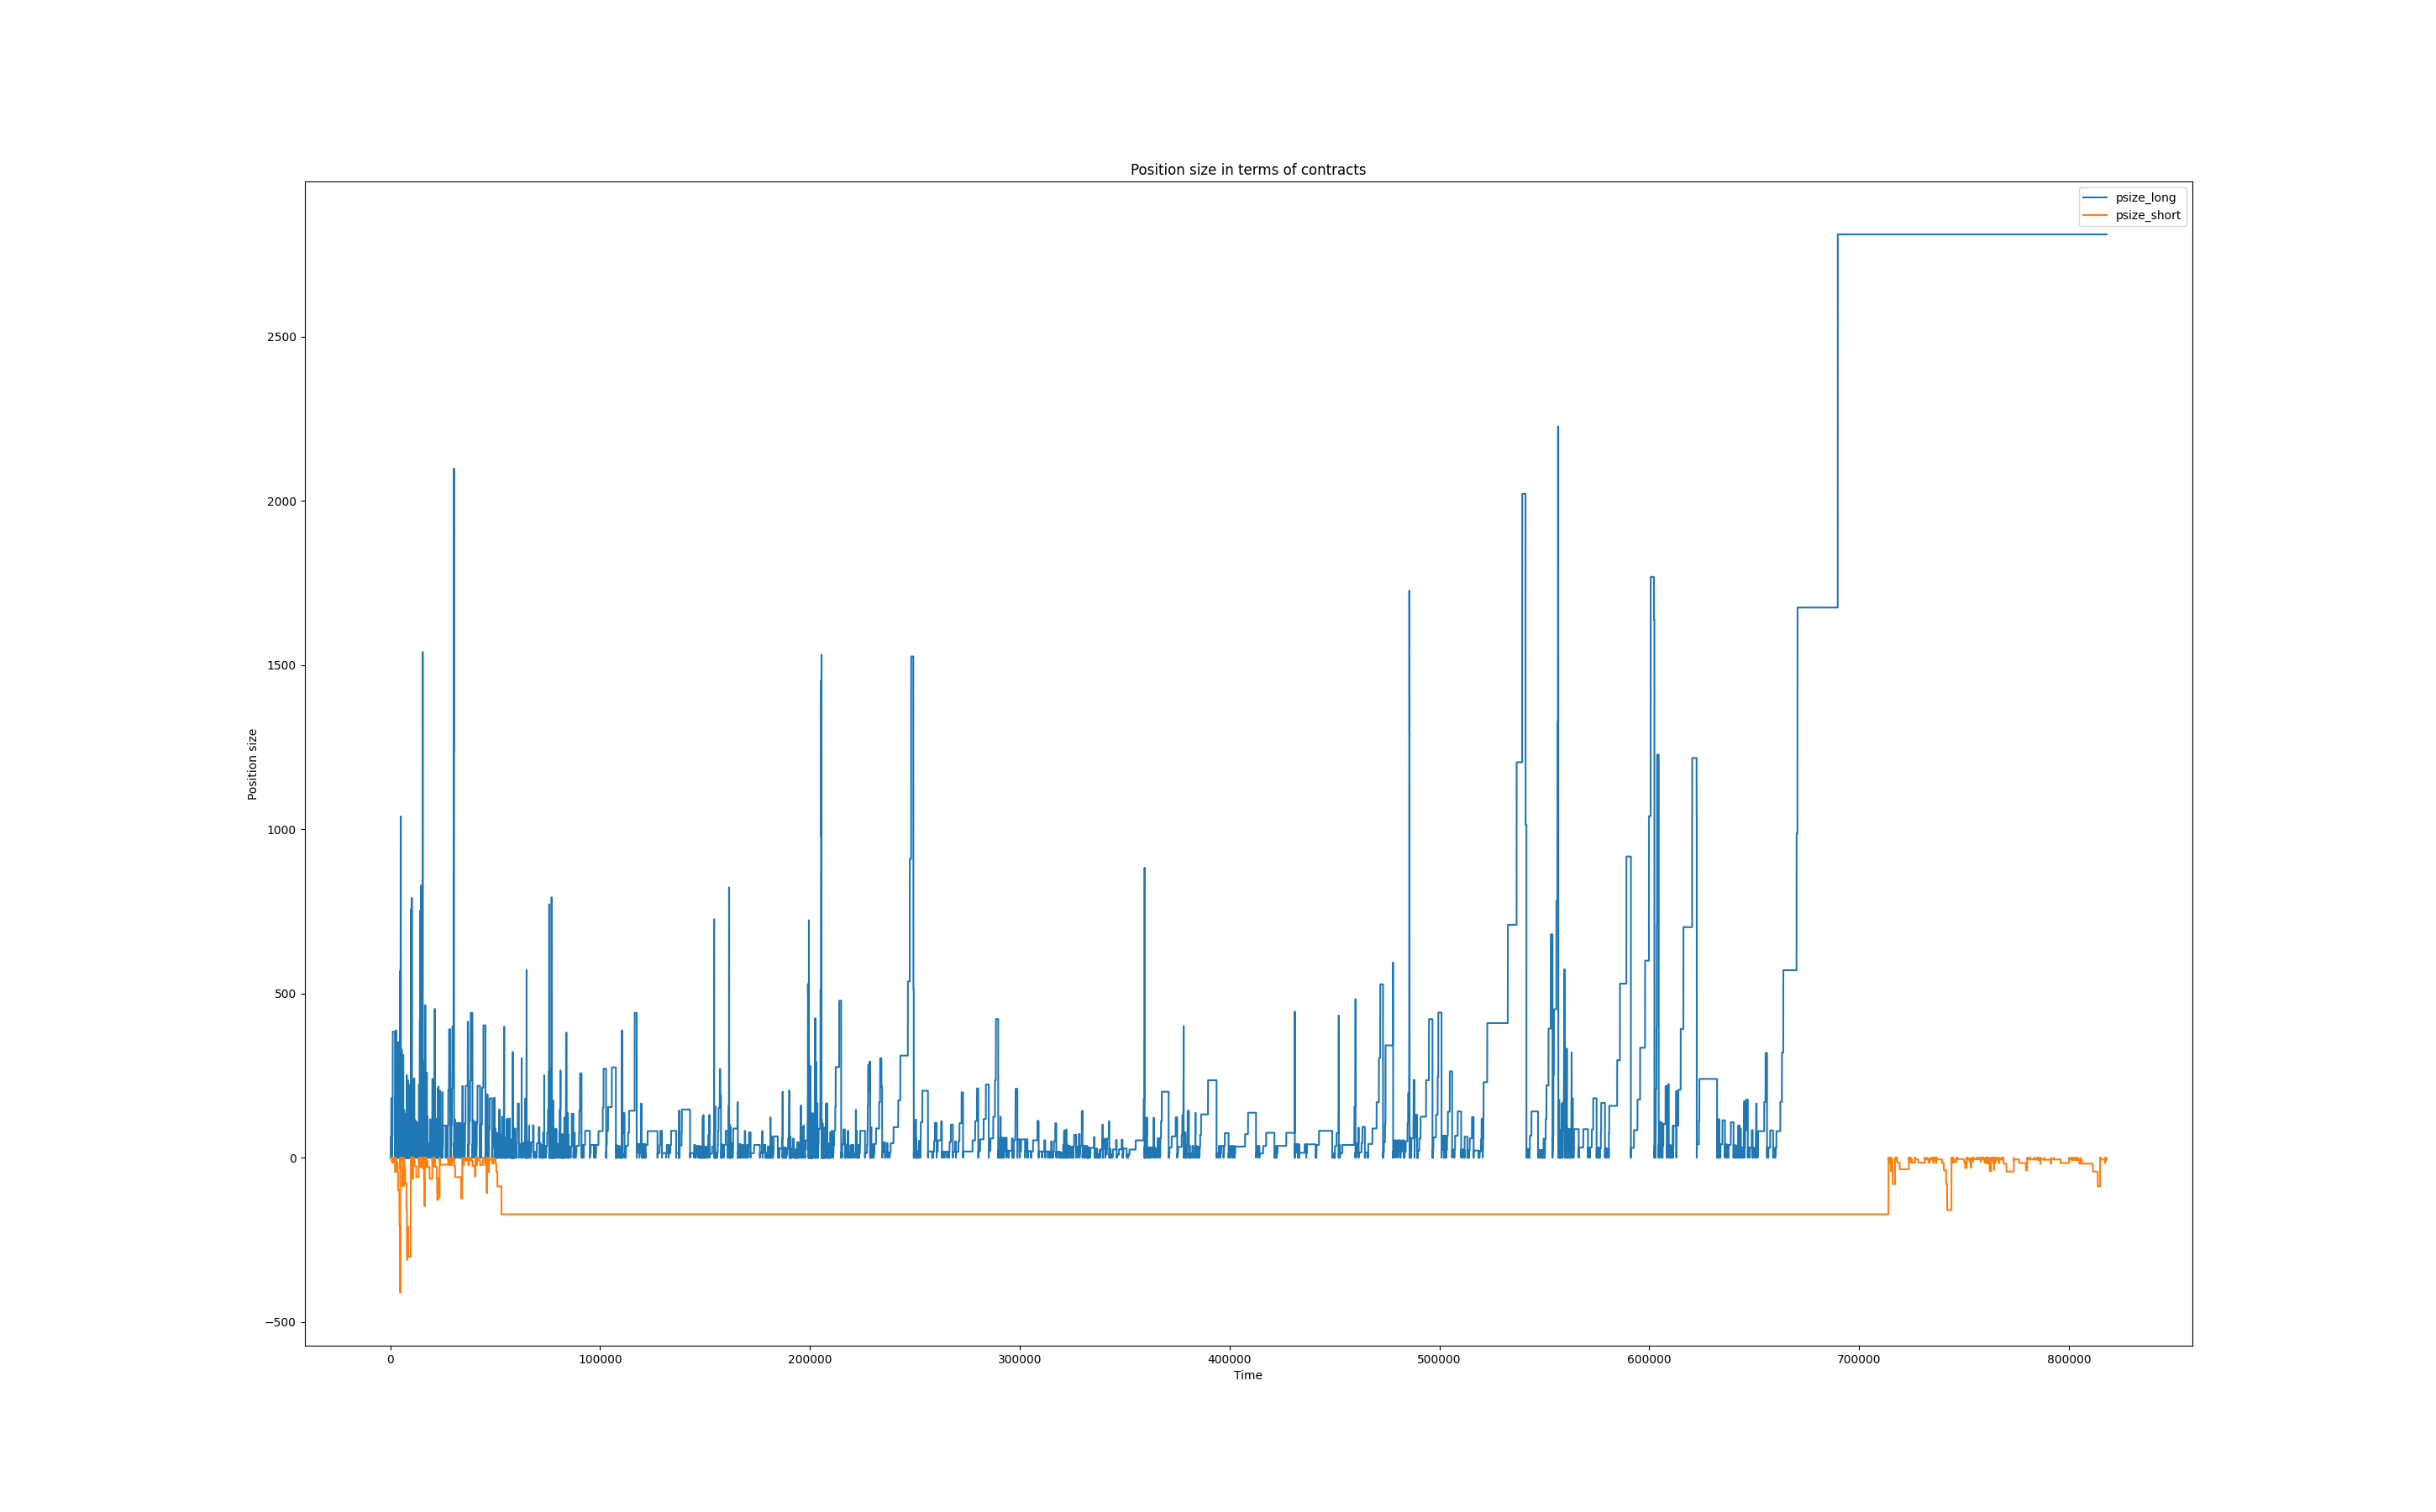 Position size in terms of contracts
psize_long
psize_short
2500
2000
1500
1000
500
0
−500
Position size
0 100000 200000 300000 400000 500000 600000 700000 800000
Time